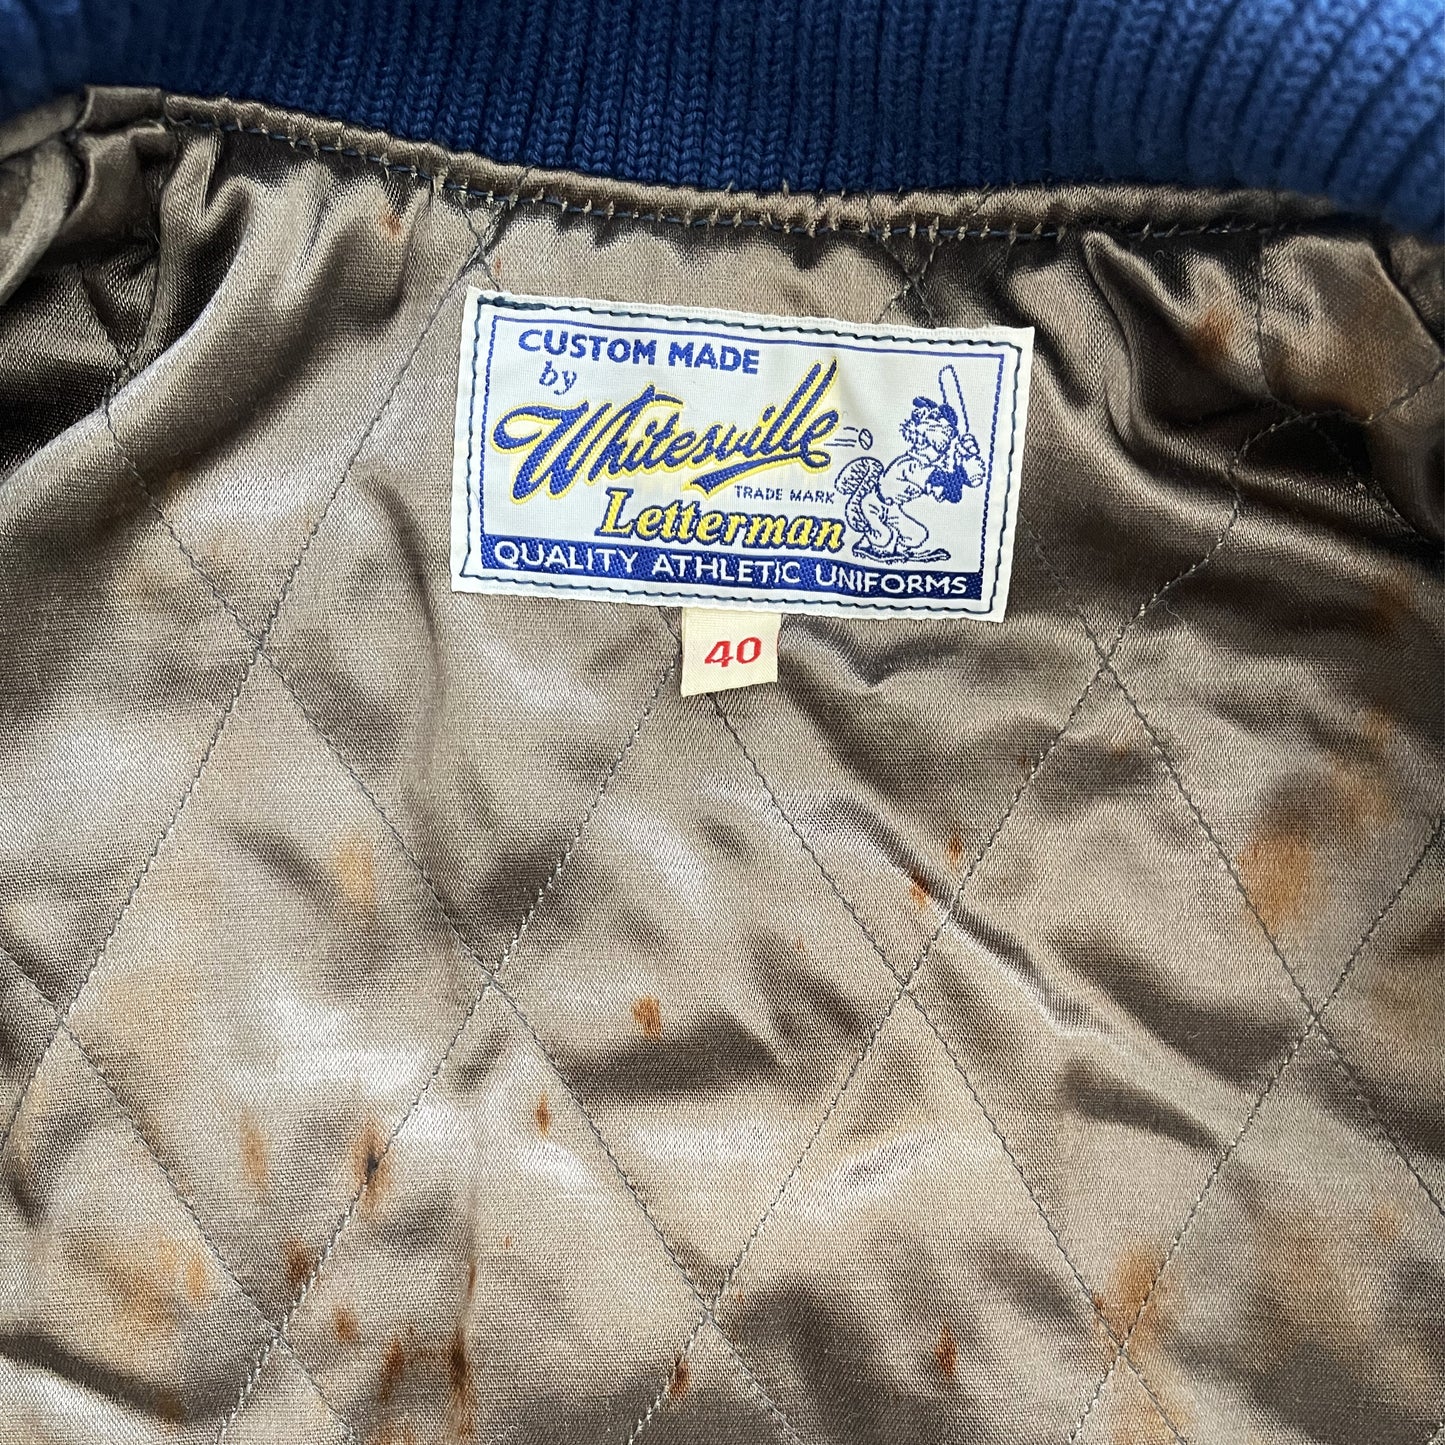 CUSTOM MADE
by
Whitesville
TRADE MARK
Letterman
QUALITY ATHLETIC UNIFORMS
40